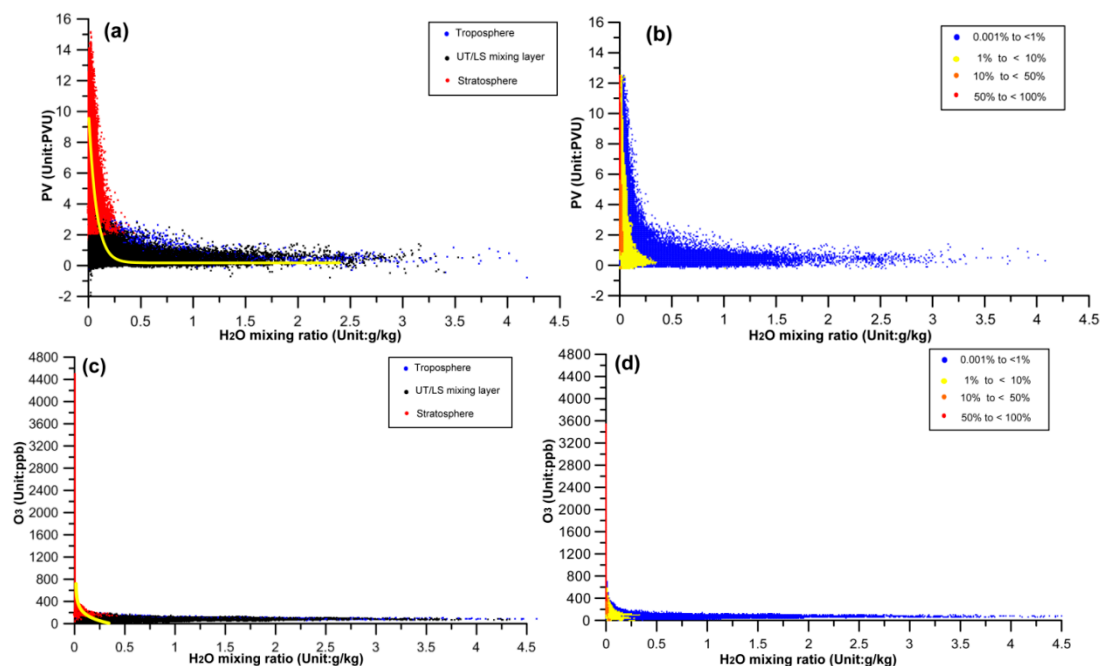 (a)
Troposphere
UT/LS mixing layer
Stratosphere
PV (Unit:PVU)
16
14
12
10
8
6
4
2
0
-2
0 0.5 1 1.5 2 2.5 3 3.5 4 4.5
H2O mixing ratio (Unit:g/kg)
(b)
0.001% to <1%
1% to < 10%
10% to < 50%
50% to < 100%
PV (Unit:PVU)
16
14
12
10
8
6
4
2
0
-2
0 0.5 1 1.5 2 2.5 3 3.5 4 4.5
H2O mixing ratio (Unit:g/kg)
(c)
Troposphere
UT/LS mixing layer
Stratosphere
O3 (Unit:ppb)
4800
4400
4000
3600
3200
2800
2400
2000
1600
1200
800
400
0
0 0.5 1 1.5 2 2.5 3 3.5 4 4.5
H2O mixing ratio (Unit:g/kg)
(d)
0.001% to <1%
1% to < 10%
10% to < 50%
50% to < 100%
O3 (Unit:ppb)
4800
4400
4000
3600
3200
2800
2400
2000
1600
1200
800
400
0
0 0.5 1 1.5 2 2.5 3 3.5 4 4.5
H2O mixing ratio (Unit:g/kg)